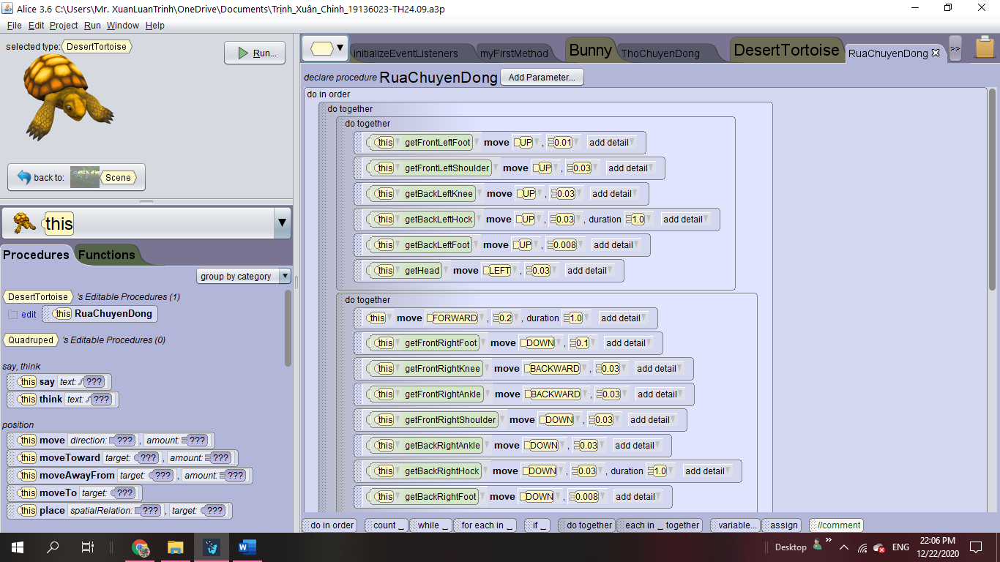 Alice 3.6 C:\Users\Mr. XuanLuanTrinh\OneDrive\Documents\Trịnh_Xuân_Chinh_19136023-TH24.09.a3p
File Edit Project Run Window Help
selected type: DesertTortoise
Run...
back to: Scene
this
Procedures Functions
group by category
DesertTortoise 's Editable Procedures (1)
edit this RuaChuyenDong
Quadruped 's Editable Procedures (0)
say, think
this say text: ???
this think text: ???
position
this move direction: ??? , amount: ???
this moveToward target: ??? , amount: ???
this moveAwayFrom target: ??? , amount: ???
this moveTo target: ???
this place spatialRelation: ??? , target: ???
initializeEventListeners myFirstMethod Bunny ThoChuyenDong DesertTortoise RuaChuyenDong >>
declare procedure RuaChuyenDong Add Parameter...
do in order
do together
do together
this getFrontLeftFoot move UP , 0.01 add detail
this getFrontLeftShoulder move UP , 0.03 add detail
this getBackLeftKnee move UP , 0.03 add detail
this getBackLeftHock move UP , 0.03 , duration 1.0 add detail
this getBackLeftFoot move UP , 0.008 add detail
this getHead move LEFT , 0.03 add detail
do together
this move FORWARD , 0.2 , duration 1.0 add detail
this getFrontRightFoot move DOWN , 0.1 add detail
this getFrontRightKnee move BACKWARD , 0.03 add detail
this getFrontRightAnkle move BACKWARD , 0.03 add detail
this getFrontRightShoulder move DOWN , 0.03 add detail
this getBackRightAnkle move DOWN , 0.03 add detail
this getBackRightHock move DOWN , 0.03 , duration 1.0 add detail
this getBackRightFoot move DOWN , 0.008 add detail
do in order count _ while _ for each in _ if _ do together each in _ together variable... assign //comment
Desktop >> ENG 22:06 PM
12/22/2020